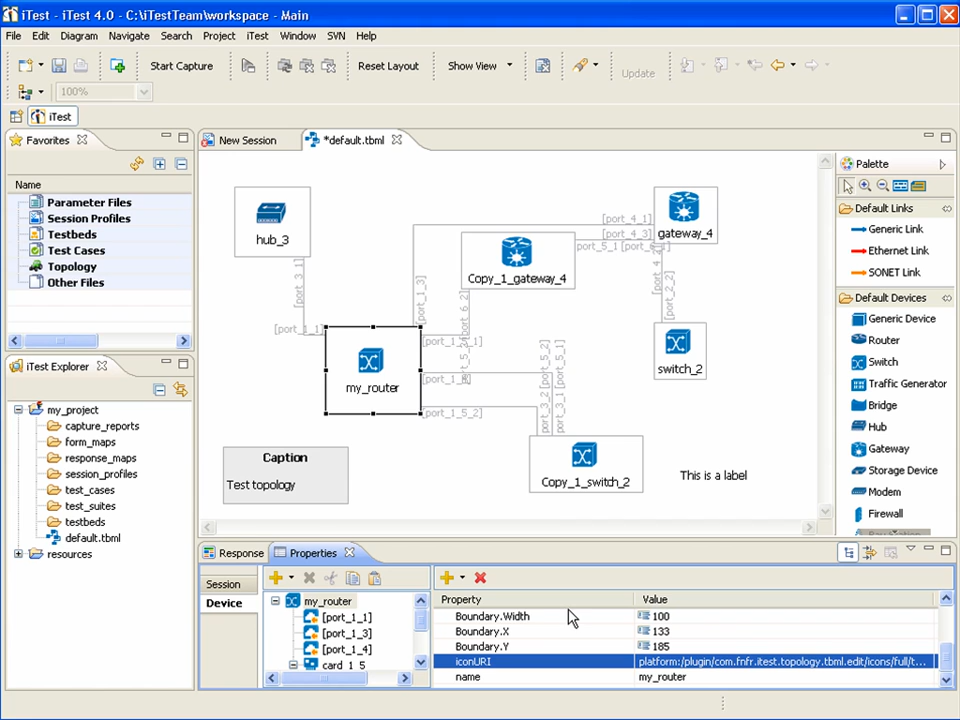 iTest - iTest 4.0 - C:\iTestTeam\workspace - Main
File Edit Diagram Navigate Search Project iTest Window SVN Help
Start Capture Reset Layout Show View Update
100%
iTest
Favorites
New Session
*default.tbml
Palette
Name
Parameter Files
Session Profiles
Testbeds
Test Cases
Topology
Other Files
iTest Explorer
my_project
capture_reports
form_maps
response_maps
session_profiles
test_cases
test_suites
testbeds
default.tbml
resources
hub_3
[port_3_1]
[port_1_1]
my_router
[port_1_3]
Copy_1_gateway_4
[port_4_1]
[port_4_3]
gateway_4
[port_2_2]
switch_2
[port_5_2]
[port_5_1]
[port_1_5_2]
[port_3_2]
[port_3_1]
Copy_1_switch_2
Caption
Test topology
This is a label
Default Links
Generic Link
Ethernet Link
SONET Link
Default Devices
Generic Device
Router
Switch
Traffic Generator
Bridge
Hub
Gateway
Storage Device
Modem
Firewall
Response
Properties
Session
Device
my_router
[port_1_1]
[port_1_3]
[port_1_4]
card_1_5
Property Value
Boundary.Width 100
Boundary.X 133
Boundary.Y 185
iconURI platform:/plugin/com.fnfr.itest.topology.tbml.edit/icons/full/t...
name my_router